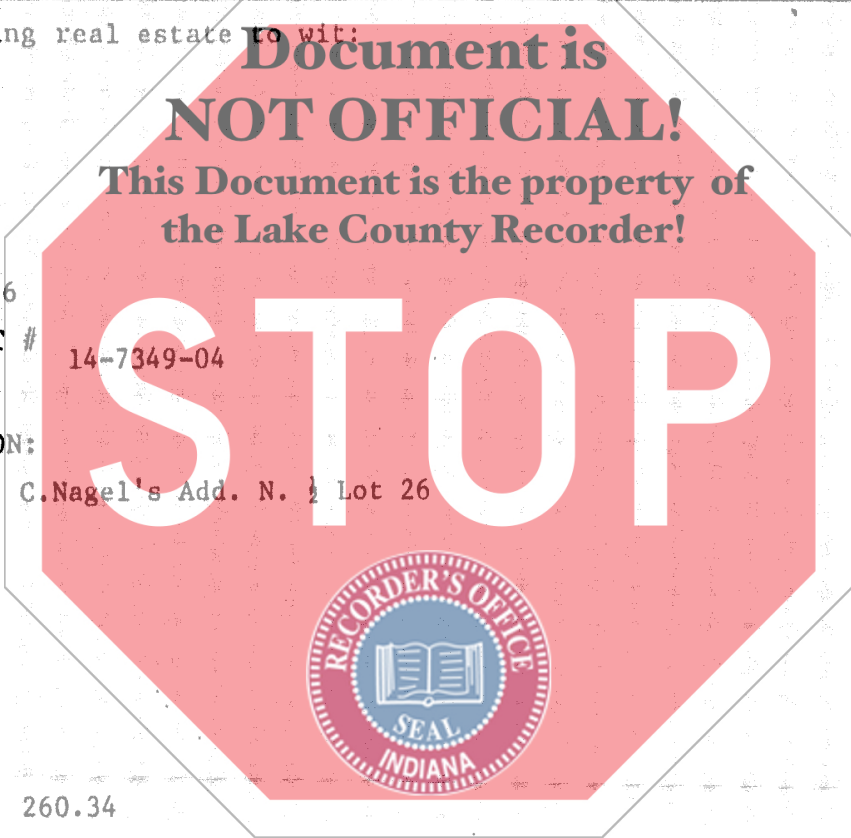 ng real estate to wit:
Document is
NOT OFFICIAL!
This Document is the property of
the Lake County Recorder!
6
#
14-7349-04
STOP
ON:
C.Nagel's Add. N. ½ Lot 26
RECORDER'S OFFICE
SEAL
INDIANA
260.34